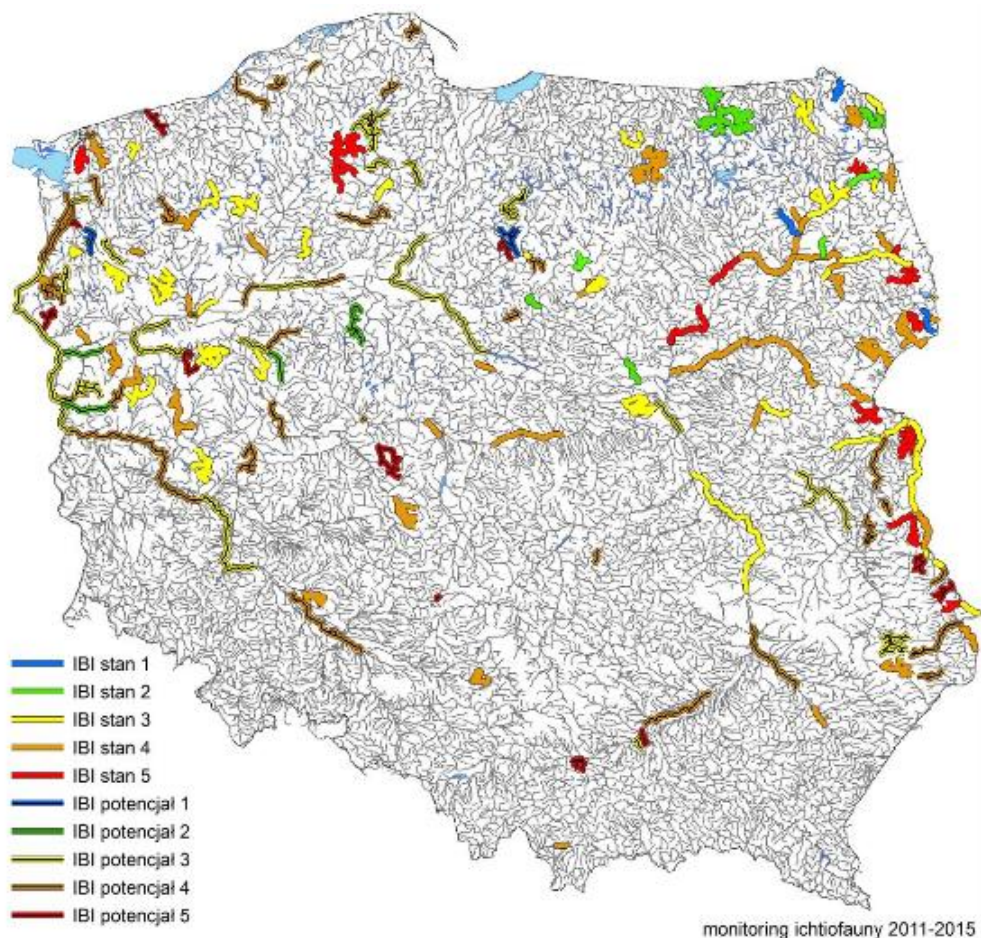 IBI stan 1
IBI stan 2
IBI stan 3
IBI stan 4
IBI stan 5
IBI potencjał 1
IBI potencjał 2
IBI potencjał 3
IBI potencjał 4
IBI potencjał 5
monitoring ichtiofauny 2011-2015